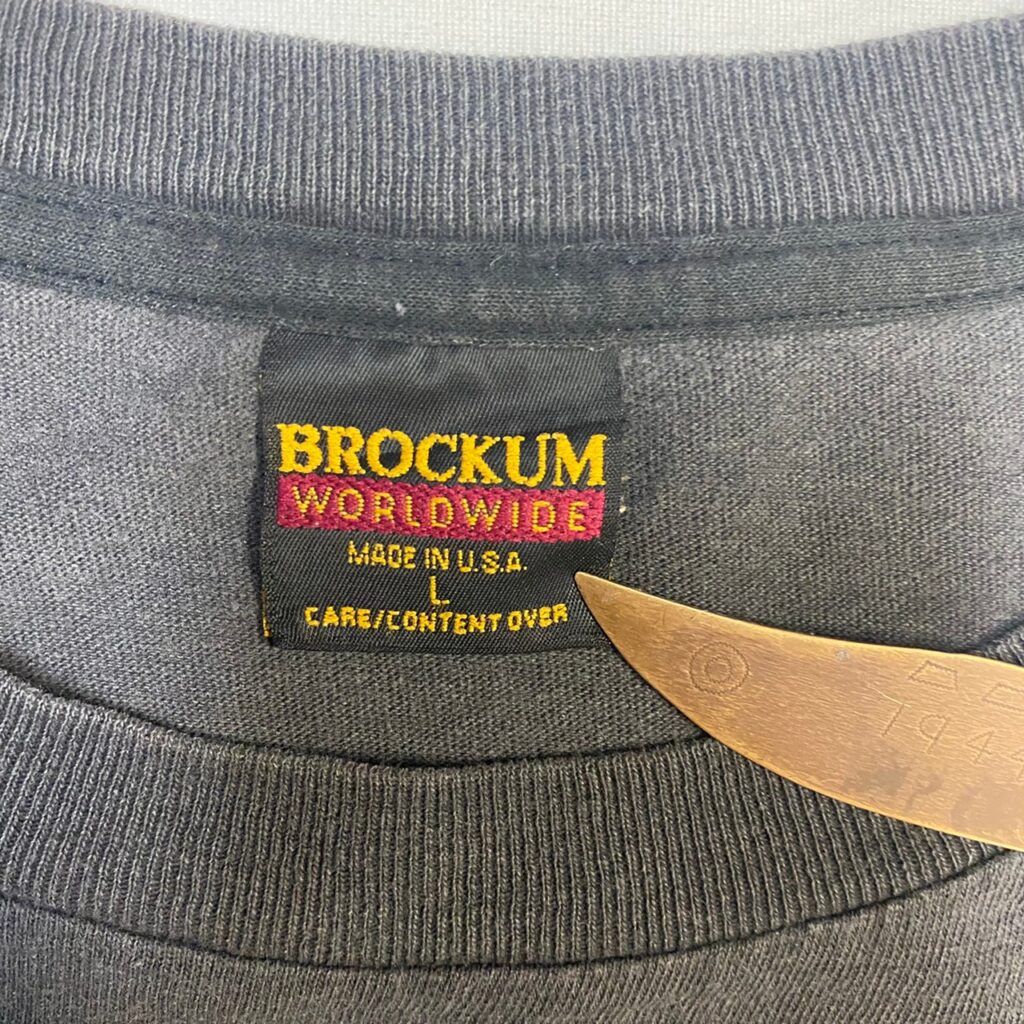 BROCKUM
WORLDWIDE
MADE IN U.S.A.
L
CARE/CONTENT OVER